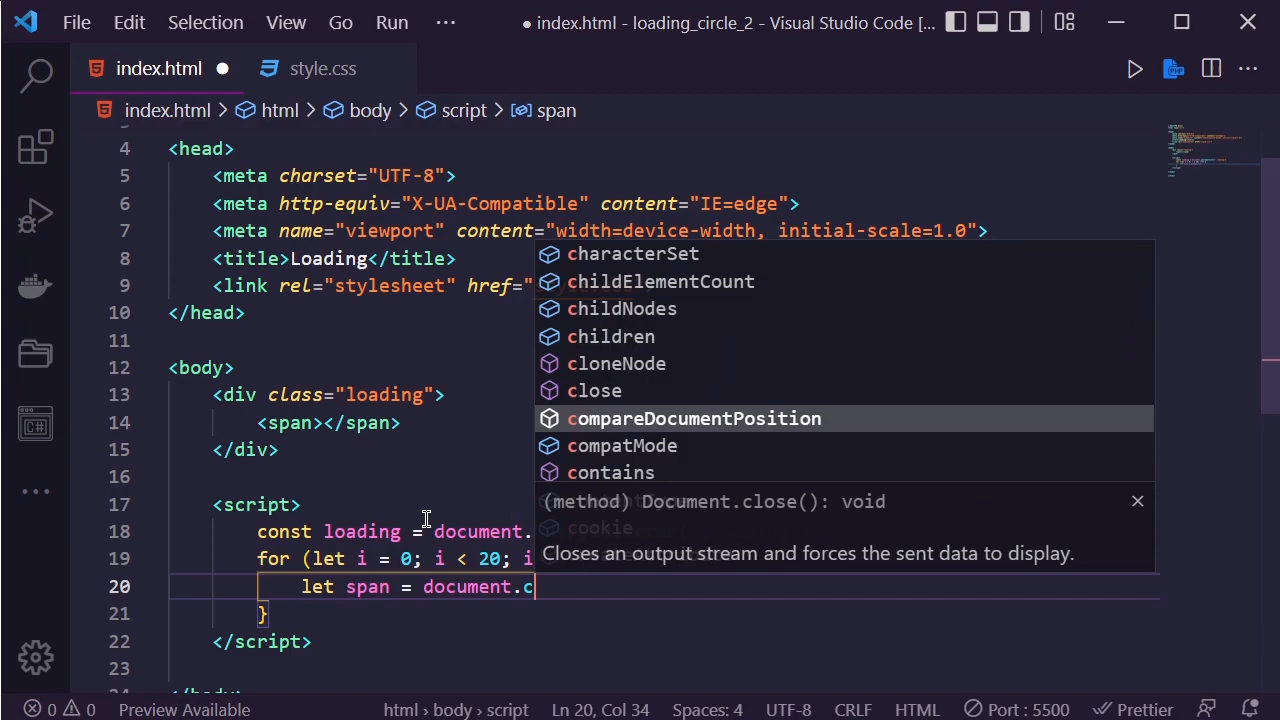 File Edit Selection View Go Run ··· ● index.html - loading_circle_2 - Visual Studio Code [...
index.html ● style.css
index.html > html > body > script > span
4 <head>
5 <meta charset="UTF-8">
6 <meta http-equiv="X-UA-Compatible" content="IE=edge">
7 <meta name="viewport" content="width=device-width, initial-scale=1.0">
8 <title>Loading</title>
9 <link rel="stylesheet" href="
10 </head>
11
12 <body>
13 <div class="loading">
14 <span></span>
15 </div>
16
17 <script>
18 const loading = document.
19 for (let i = 0; i < 20; i
20 let span = document.c
21 }
22 </script>
23
characterSet
childElementCount
childNodes
children
cloneNode
close
compareDocumentPosition
compatMode
contains
(method) Document.close(): void
cookie
Closes an output stream and forces the sent data to display.
0 0 Preview Available html › body › script Ln 20, Col 34 Spaces: 4 UTF-8 CRLF HTML Port : 5500 Prettier